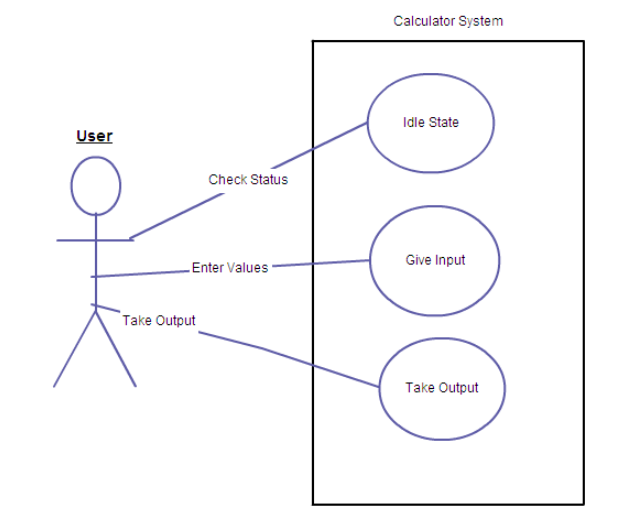 Calculator System
User
Idle State
Check Status
Enter Values
Give Input
Take Output
Take Output